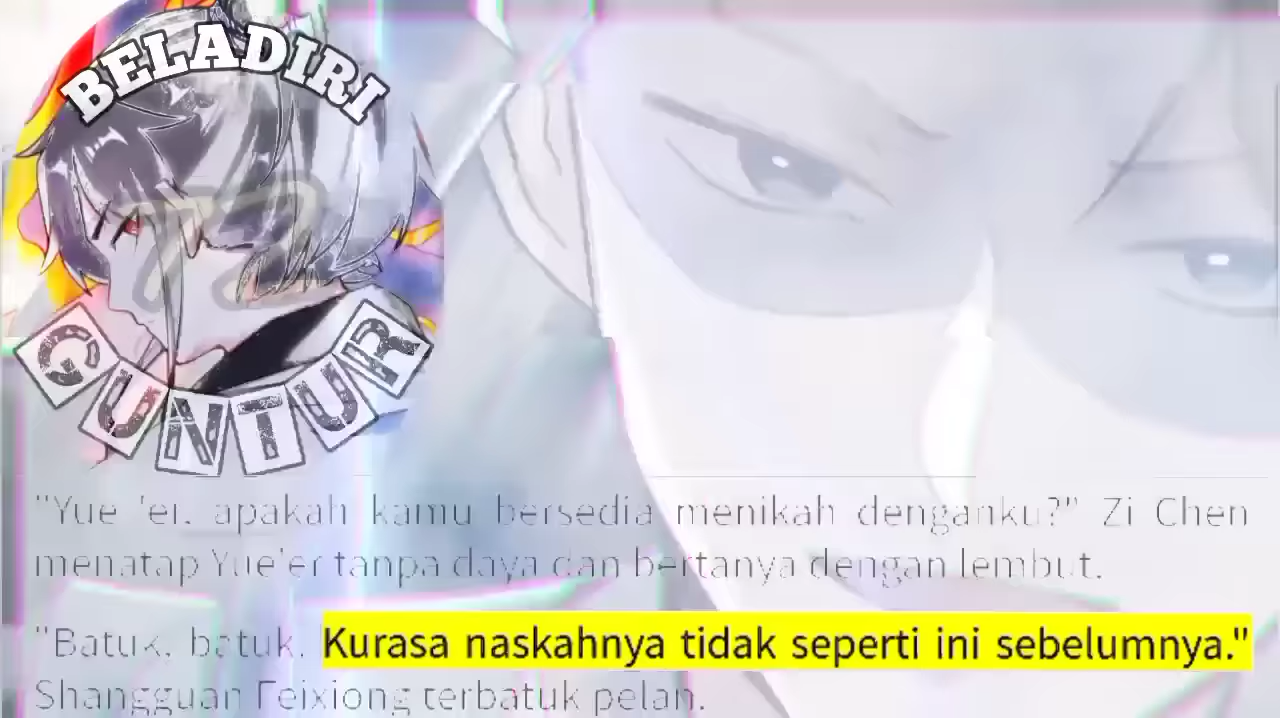 BELADIRI
GUNTUR
"Yue 'er, apakah kamu bersedia menikah denganku?" Zi Chen
menatap Yue'er tanpa daya dan bertanya dengan lembut.
"Batuk, batuk, Kurasa naskahnya tidak seperti ini sebelumnya."
Shangguan Feixiong terbatuk pelan.